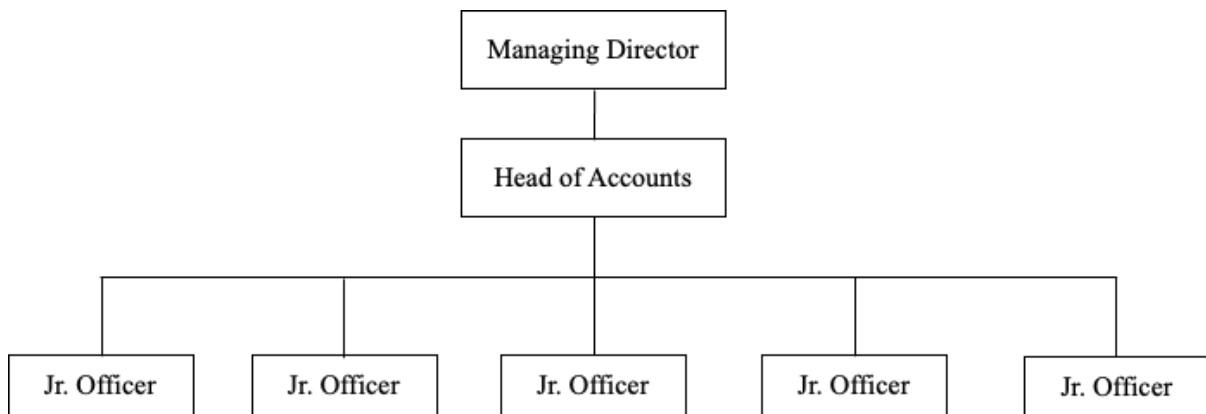 Managing Director
Head of Accounts
Jr. Officer
Jr. Officer
Jr. Officer
Jr. Officer
Jr. Officer